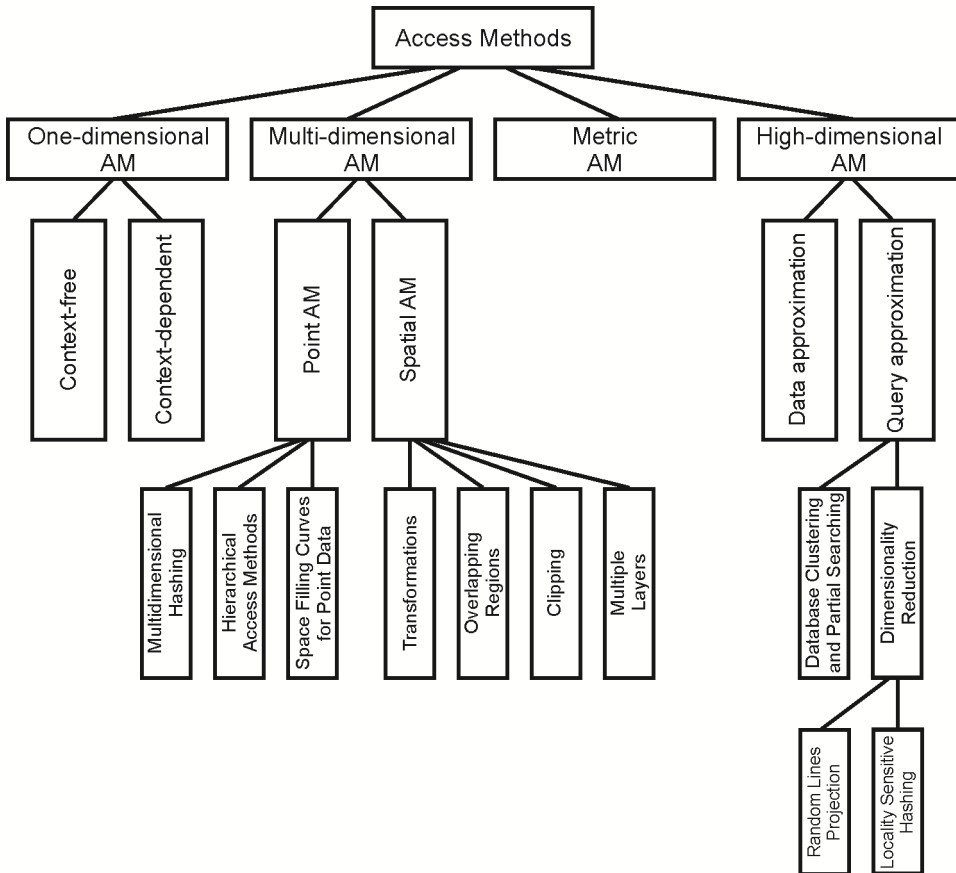 Access Methods
One-dimensional
AM
Multi-dimensional
AM
Metric
AM
High-dimensional
AM
Context-free
Context-dependent
Point AM
Spatial AM
Data approximation
Query approximation
Multidimensional
Hashing
Hierarchical
Access Methods
Space Filling Curves
for Point Data
Transformations
Overlapping
Regions
Clipping
Multiple
Layers
Database Clustering
and Partial Searching
Dimensionality
Reduction
Random Lines
Projection
Locality Sensitive
Hashing